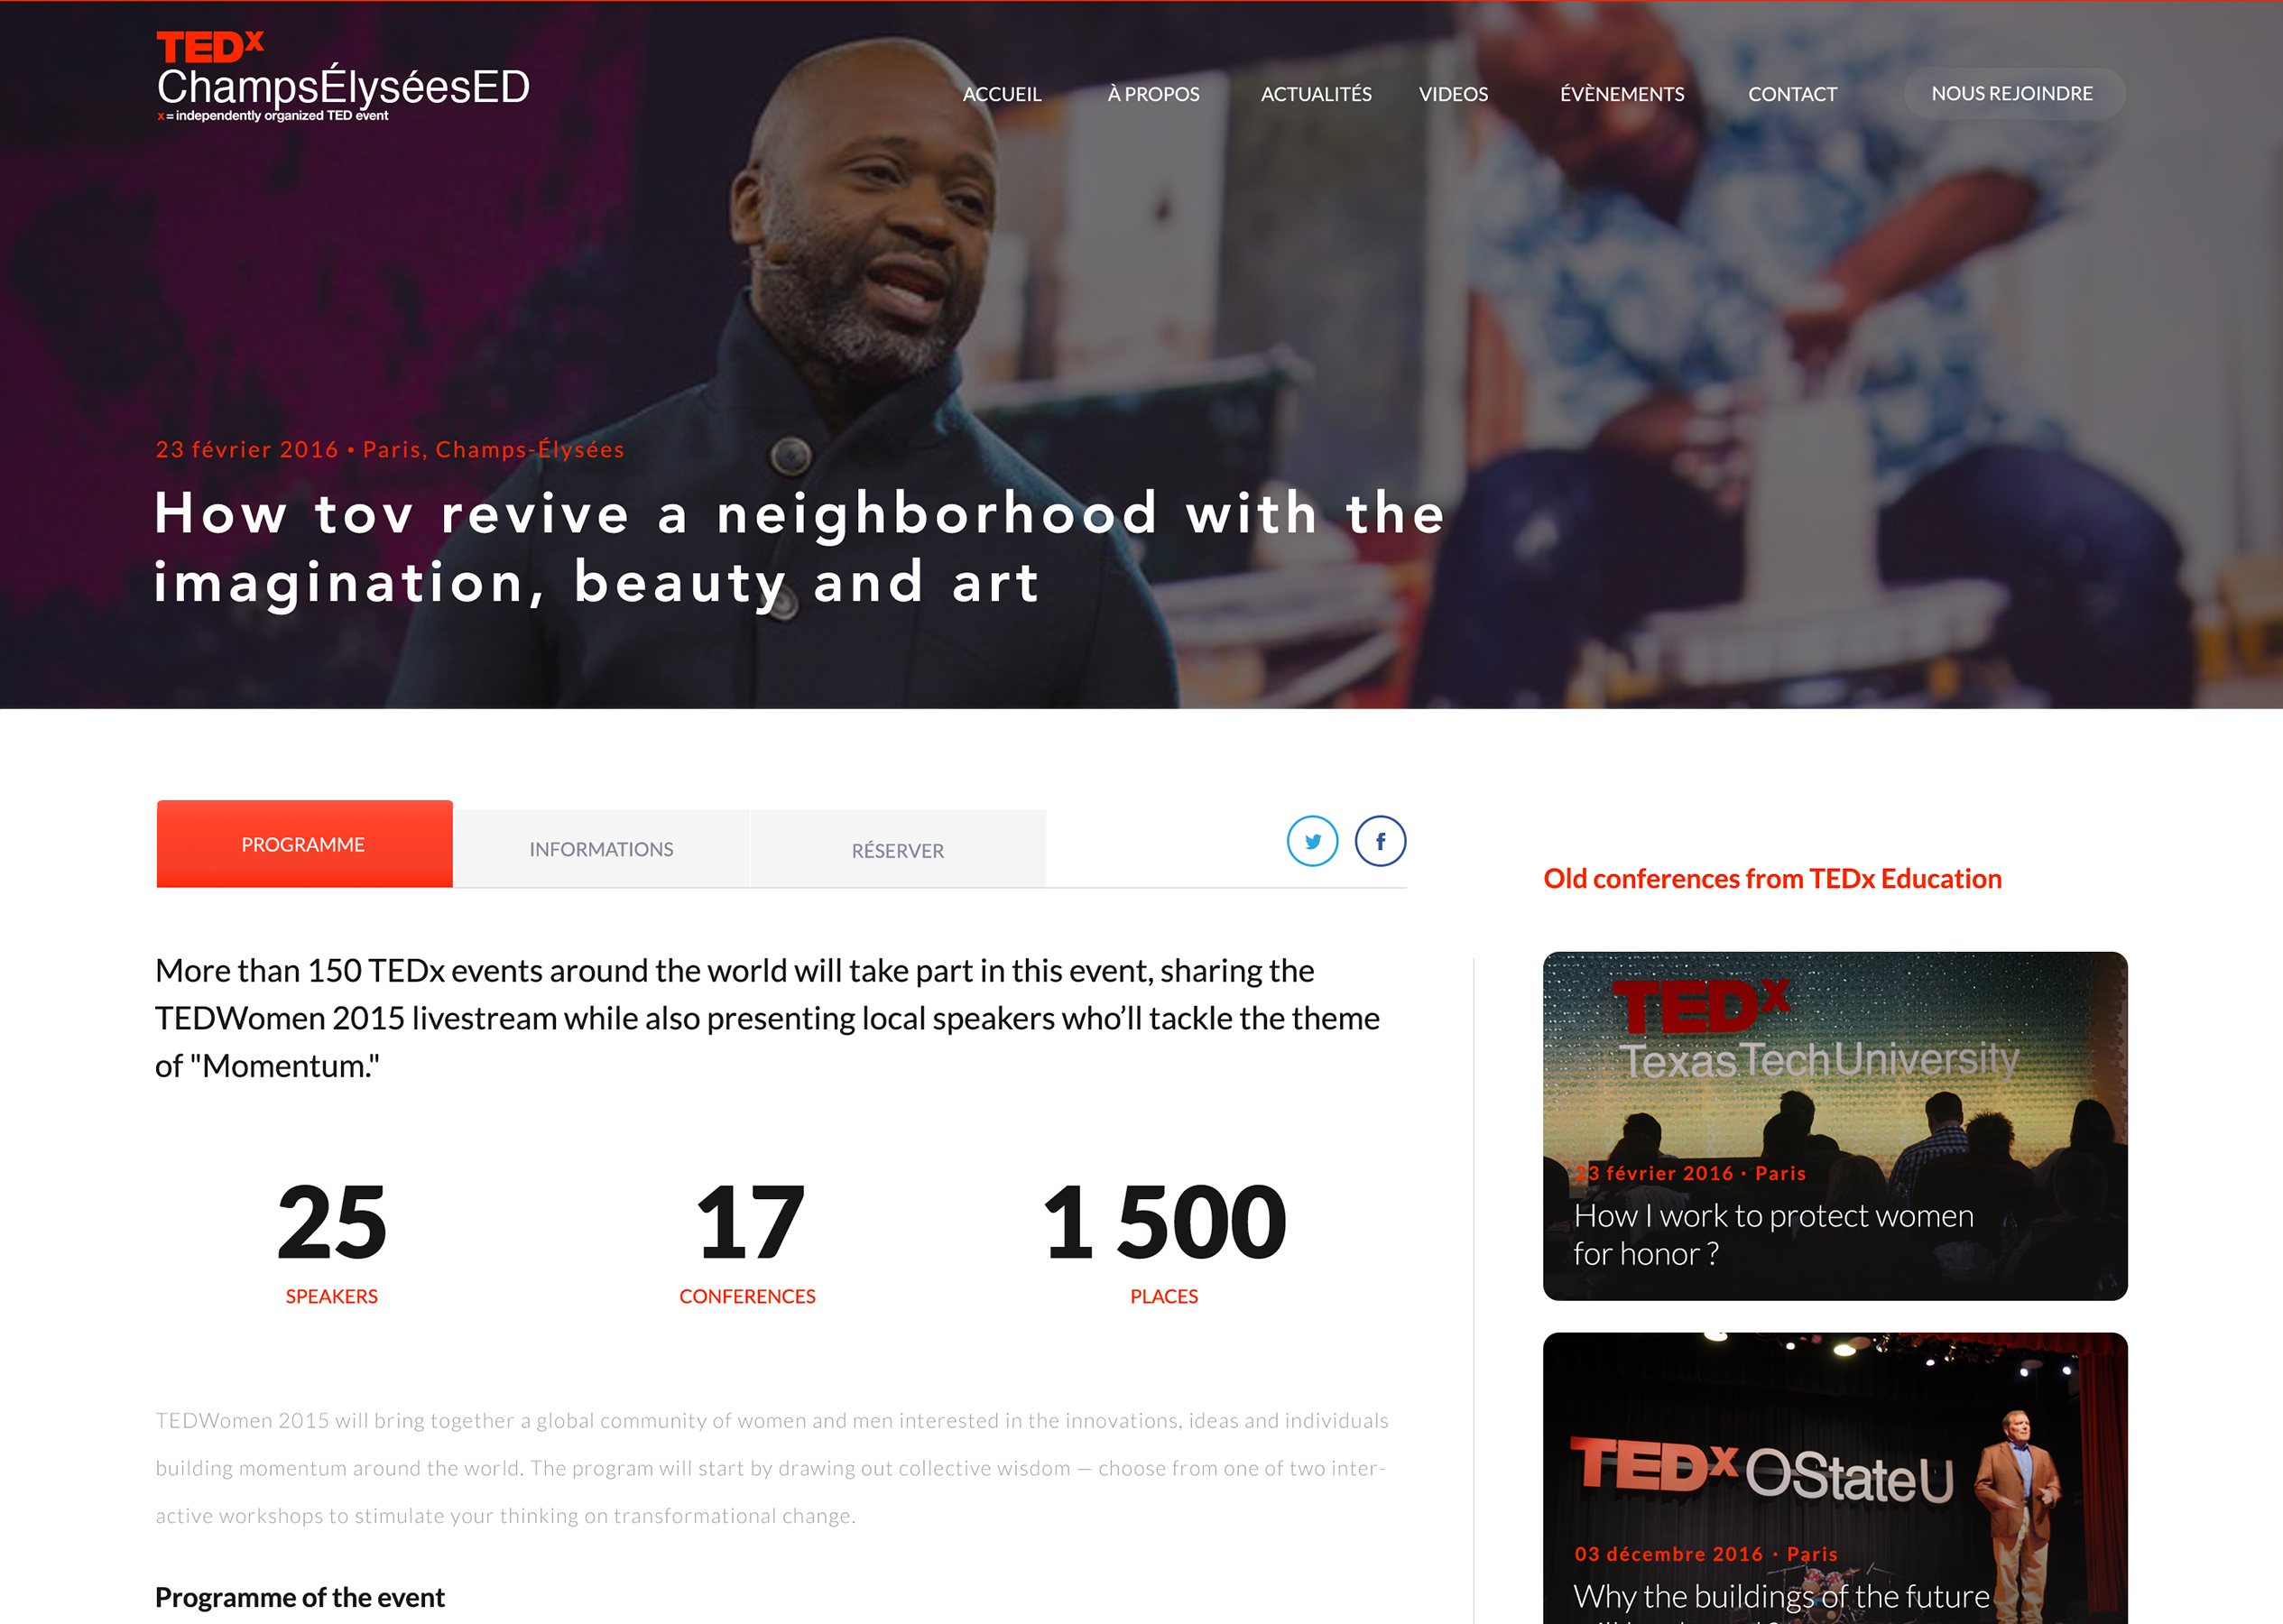 TEDx
ChampsÉlyséesED
x = independently organized TED event
ACCUEIL
À PROPOS
ACTUALITÉS
VIDEOS
ÉVÈNEMENTS
CONTACT
NOUS REJOINDRE
23 février 2016 • Paris, Champs-Élysées
How tov revive a neighborhood with the
imagination, beauty and art
PROGRAMME
INFORMATIONS
RÉSERVER
More than 150 TEDx events around the world will take part in this event, sharing the
TEDWomen 2015 livestream while also presenting local speakers who’ll tackle the theme
of "Momentum."
25
SPEAKERS
17
CONFERENCES
1 500
PLACES
TEDWomen 2015 will bring together a global community of women and men interested in the innovations, ideas and individuals
building momentum around the world. The program will start by drawing out collective wisdom — choose from one of two inter-
active workshops to stimulate your thinking on transformational change.
Programme of the event
Old conferences from TEDx Education
TEDx
Texas Tech University
23 février 2016 · Paris
How I work to protect women
for honor ?
TEDx OStateU
03 décembre 2016 · Paris
Why the buildings of the future